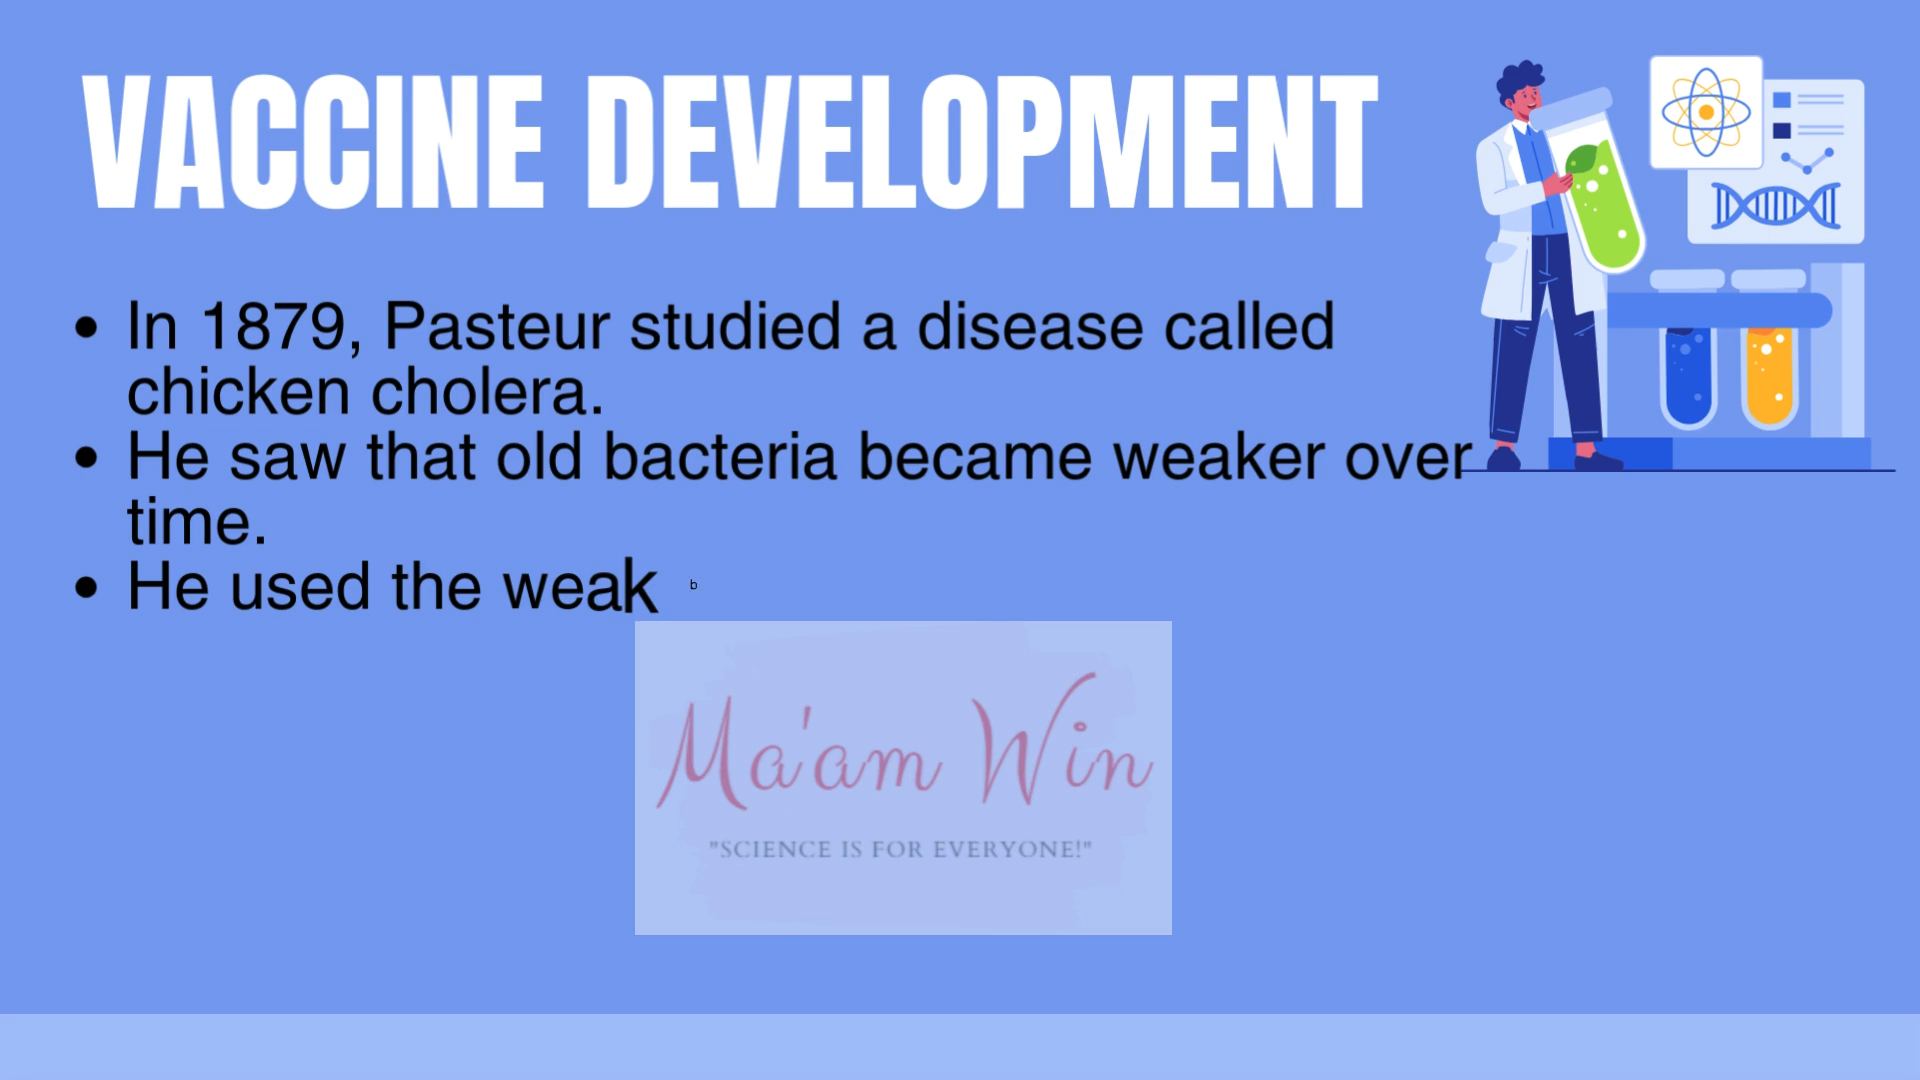 VACCINE DEVELOPMENT
• In 1879, Pasteur studied a disease called
chicken cholera.
• He saw that old bacteria became weaker over
time.
• He used the weak b
Ma'am Win
"SCIENCE IS FOR EVERYONE!"